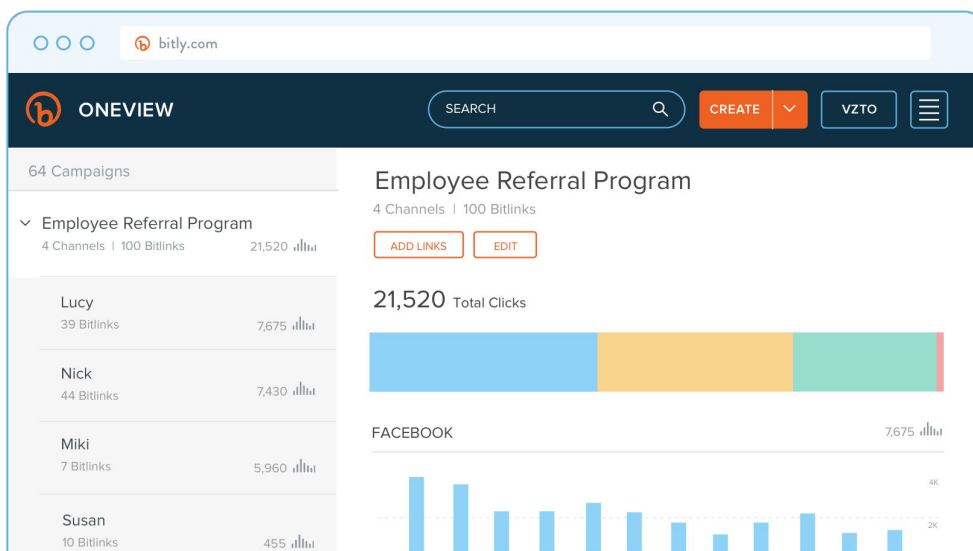 bitly.com
ONEVIEW
SEARCH
CREATE
VZTO
64 Campaigns
Employee Referral Program
4 Channels | 100 Bitlinks
21,520
Lucy
39 Bitlinks
7,675
Nick
44 Bitlinks
7,430
Miki
7 Bitlinks
5,960
Susan
10 Bitlinks
455
Employee Referral Program
4 Channels | 100 Bitlinks
ADD LINKS
EDIT
21,520 Total Clicks
FACEBOOK
7,675
4K
2K